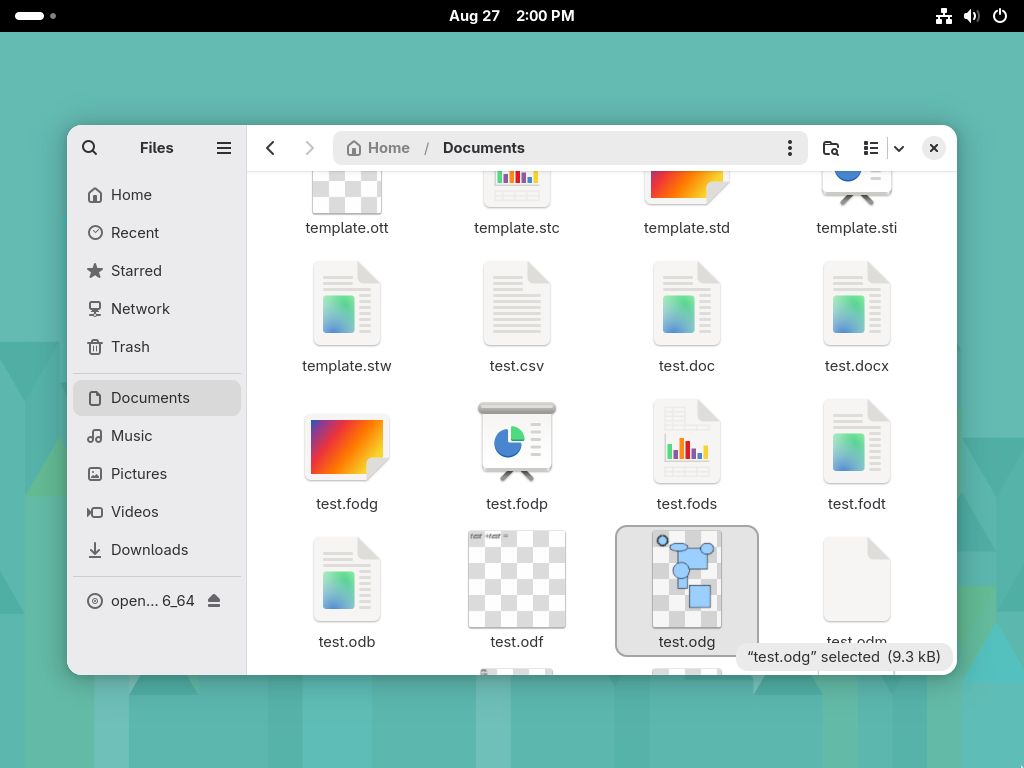 Aug 27 2:00 PM
Files
Home / Documents
Home
Recent
Starred
Network
Trash
Documents
Music
Pictures
Videos
Downloads
open… 6_64
template.ott template.stc template.std template.sti
template.stw test.csv test.doc test.docx
test.fodg test.fodp test.fods test.fodt
test +test =
test.odb test.odf test.odg test.odm
“test.odg” selected (9.3 kB)